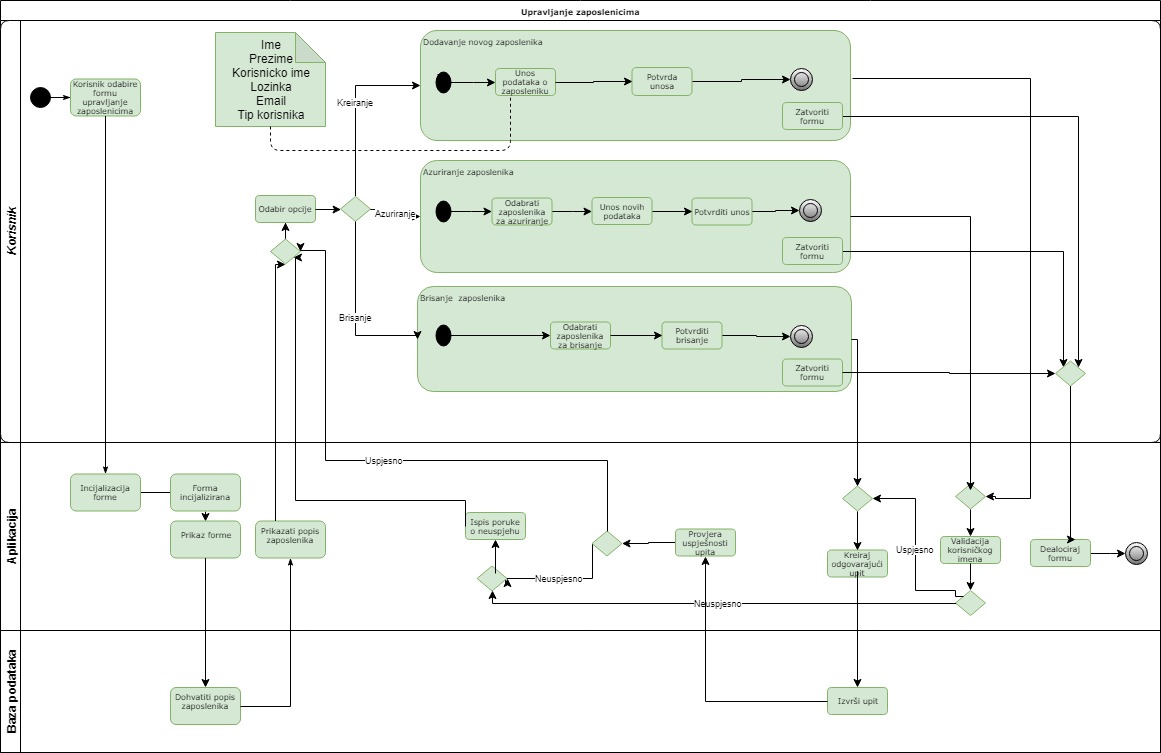 Upravljanje zaposlenicima
Korisnik
Korisnik odabire
formu
upravljanje
zaposlenicima
Ime
Prezime
Korisnicko ime
Lozinka
Email
Tip korisnika
Kreiranje
Dodavanje novog zaposlenika
Unos
podataka o
zaposleniku
Potvrda
unosa
Zatvoriti
formu
Odabir opcije
Azuriranje
Azuriranje zaposlenika
Odabrati
zaposlenika
za azuriranje
Unos novih
podataka
Potvrditi unos
Zatvoriti
formu
Brisanje
Brisanje zaposlenika
Odabrati
zaposlenika
za brisanje
Potvrditi
brisanje
Zatvoriti
formu
Aplikacija
Incijalizacija
forme
Forma
incijalizirana
Prikaz forme
Prikazati popis
zaposlenika
Uspjesno
Ispis poruke
o neuspjehu
Neuspjesno
Provjera
uspješnosti
upita
Kreiraj
odgovarajući
upit
Uspjesno
Validacija
korisničkog
imena
Neuspjesno
Dealociraj
formu
Baza podataka
Dohvatiti popis
zaposlenika
Izvrši upit